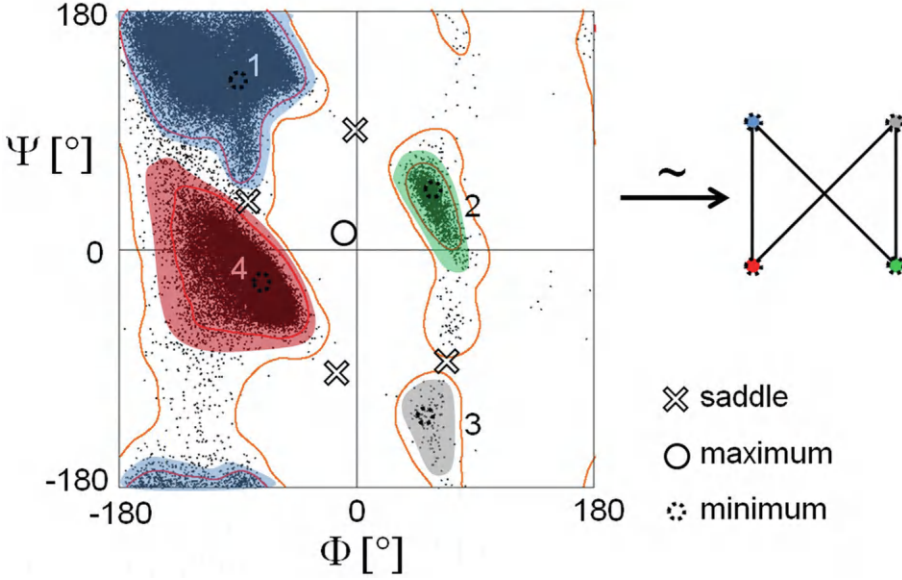 180
1
Ψ [°]
2
0
4
3
-180
-180
0
180
Φ [°]
~
saddle
maximum
minimum